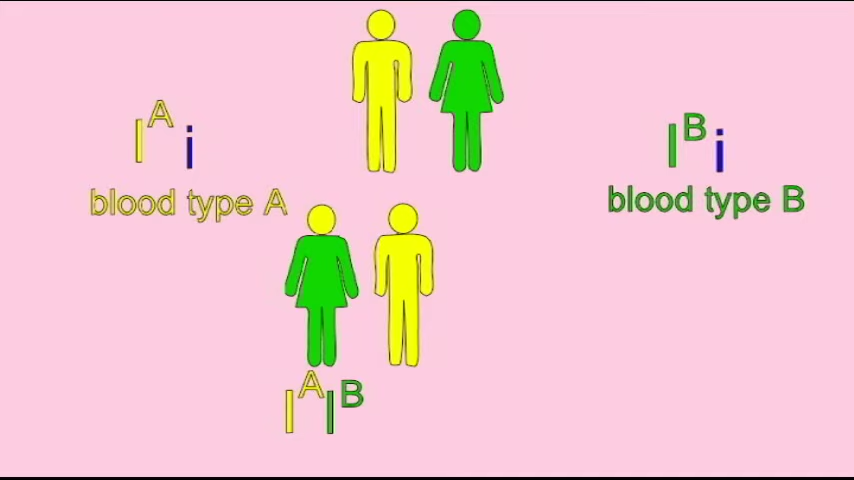 I^A i
blood type A
I^B i
blood type B
I^A I^B